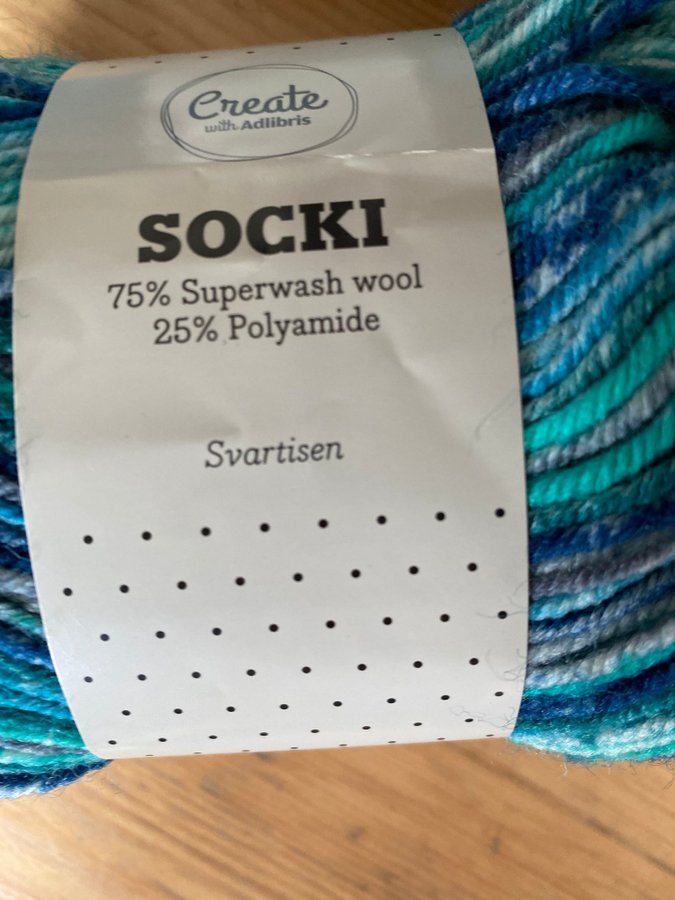 Create
with Adlibris
SOCKI
75% Superwash wool
25% Polyamide
Svartisen